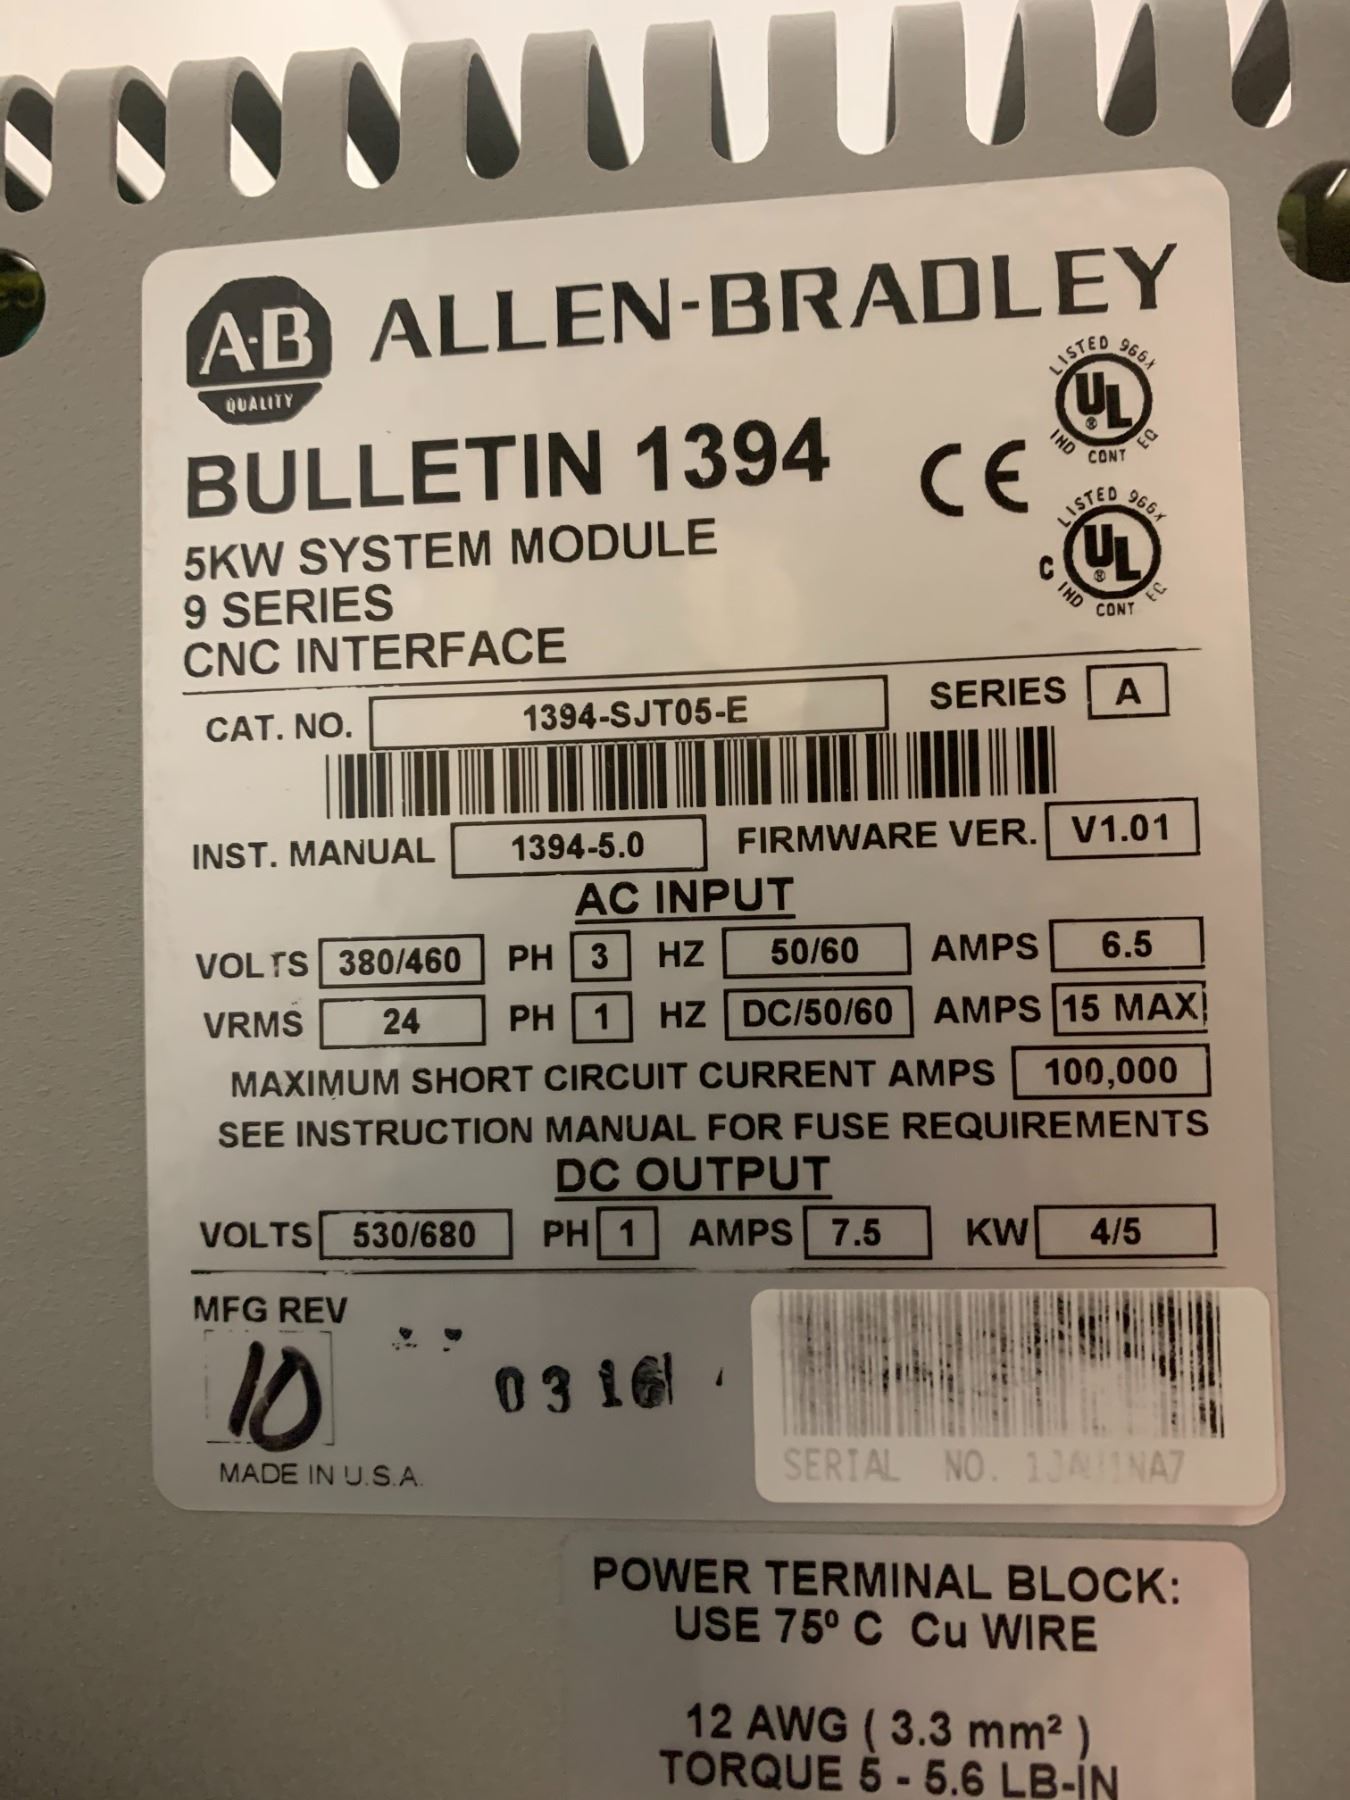 A-B QUALITY
ALLEN-BRADLEY
LISTED 966X
UL ®
IND CONT EQ
BULLETIN 1394
CE
5KW SYSTEM MODULE
9 SERIES
CNC INTERFACE
LISTED 966X
C UL ®
IND CONT EQ
CAT. NO. 1394-SJT05-E SERIES A
INST. MANUAL 1394-5.0 FIRMWARE VER. V1.01
AC INPUT
VOLTS 380/460 PH 3 HZ 50/60 AMPS 6.5
VRMS 24 PH 1 HZ DC/50/60 AMPS 15 MAX
MAXIMUM SHORT CIRCUIT CURRENT AMPS 100,000
SEE INSTRUCTION MANUAL FOR FUSE REQUIREMENTS
DC OUTPUT
VOLTS 530/680 PH 1 AMPS 7.5 KW 4/5
MFG REV
10
MADE IN U.S.A.
SERIAL NO.
POWER TERMINAL BLOCK:
USE 75º C Cu WIRE
12 AWG ( 3.3 mm² )
TORQUE 5 - 5.6 LB-IN